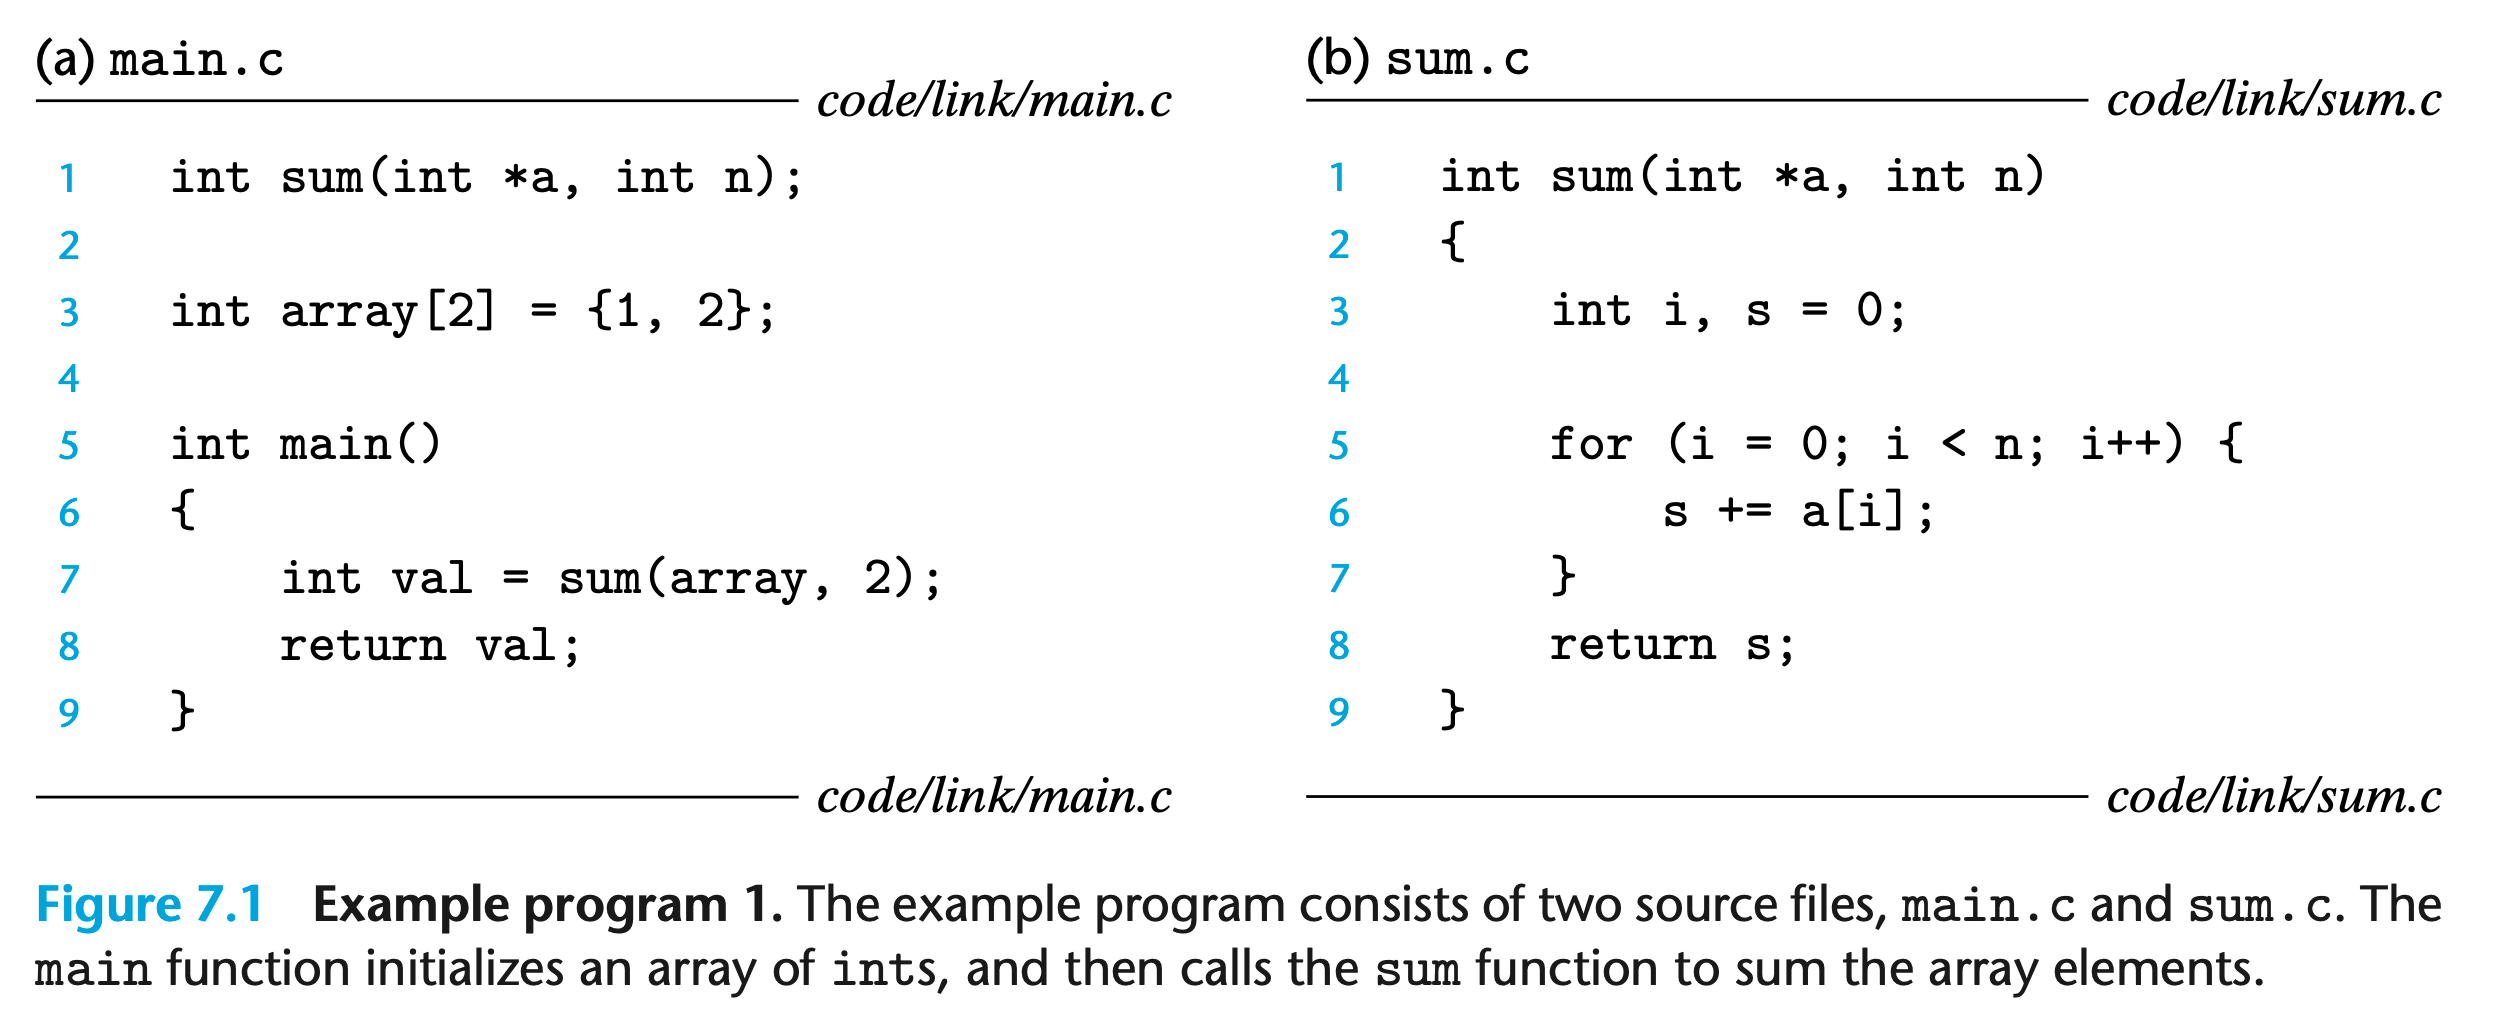 (a) main.c
code/link/main.c
1 int sum(int *a, int n);
2
3 int array[2] = {1, 2};
4
5 int main()
6 {
7 int val = sum(array, 2);
8 return val;
9 }
code/link/main.c
(b) sum.c
code/link/sum.c
1 int sum(int *a, int n)
2 {
3 int i, s = 0;
4
5 for (i = 0; i < n; i++) {
6 s += a[i];
7 }
8 return s;
9 }
code/link/sum.c
Figure 7.1 Example program 1. The example program consists of two source files, main.c and sum.c. The
main function initializes an array of ints, and then calls the sum function to sum the array elements.